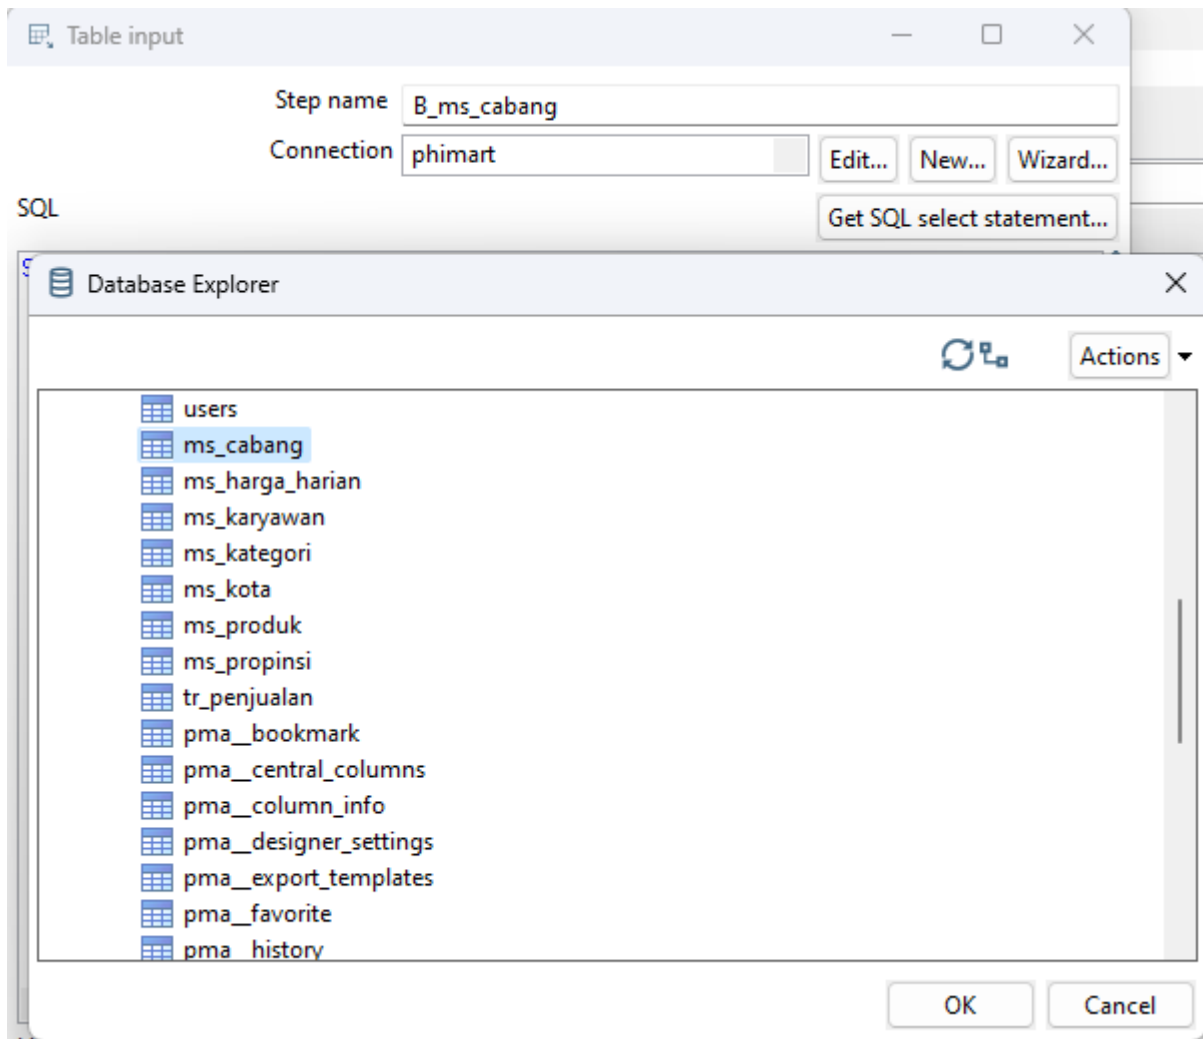 Table input
Step name B_ms_cabang
Connection phimart Edit... New... Wizard...
SQL
Get SQL select statement...
Database Explorer
Actions
users
ms_cabang
ms_harga_harian
ms_karyawan
ms_kategori
ms_kota
ms_produk
ms_propinsi
tr_penjualan
pma__bookmark
pma__central_columns
pma__column_info
pma__designer_settings
pma__export_templates
pma__favorite
pma__history
OK Cancel